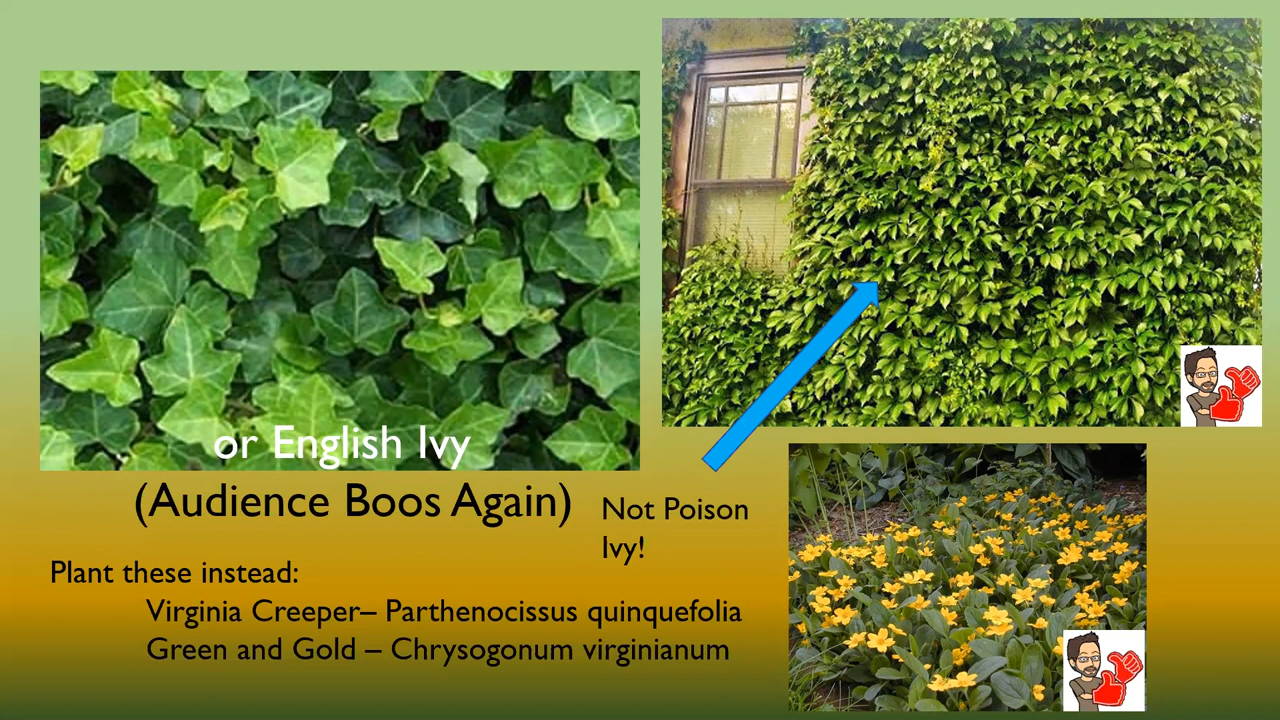 or English Ivy
(Audience Boos Again)
Not Poison
Ivy!
Plant these instead:
Virginia Creeper– Parthenocissus quinquefolia
Green and Gold – Chrysogonum virginianum